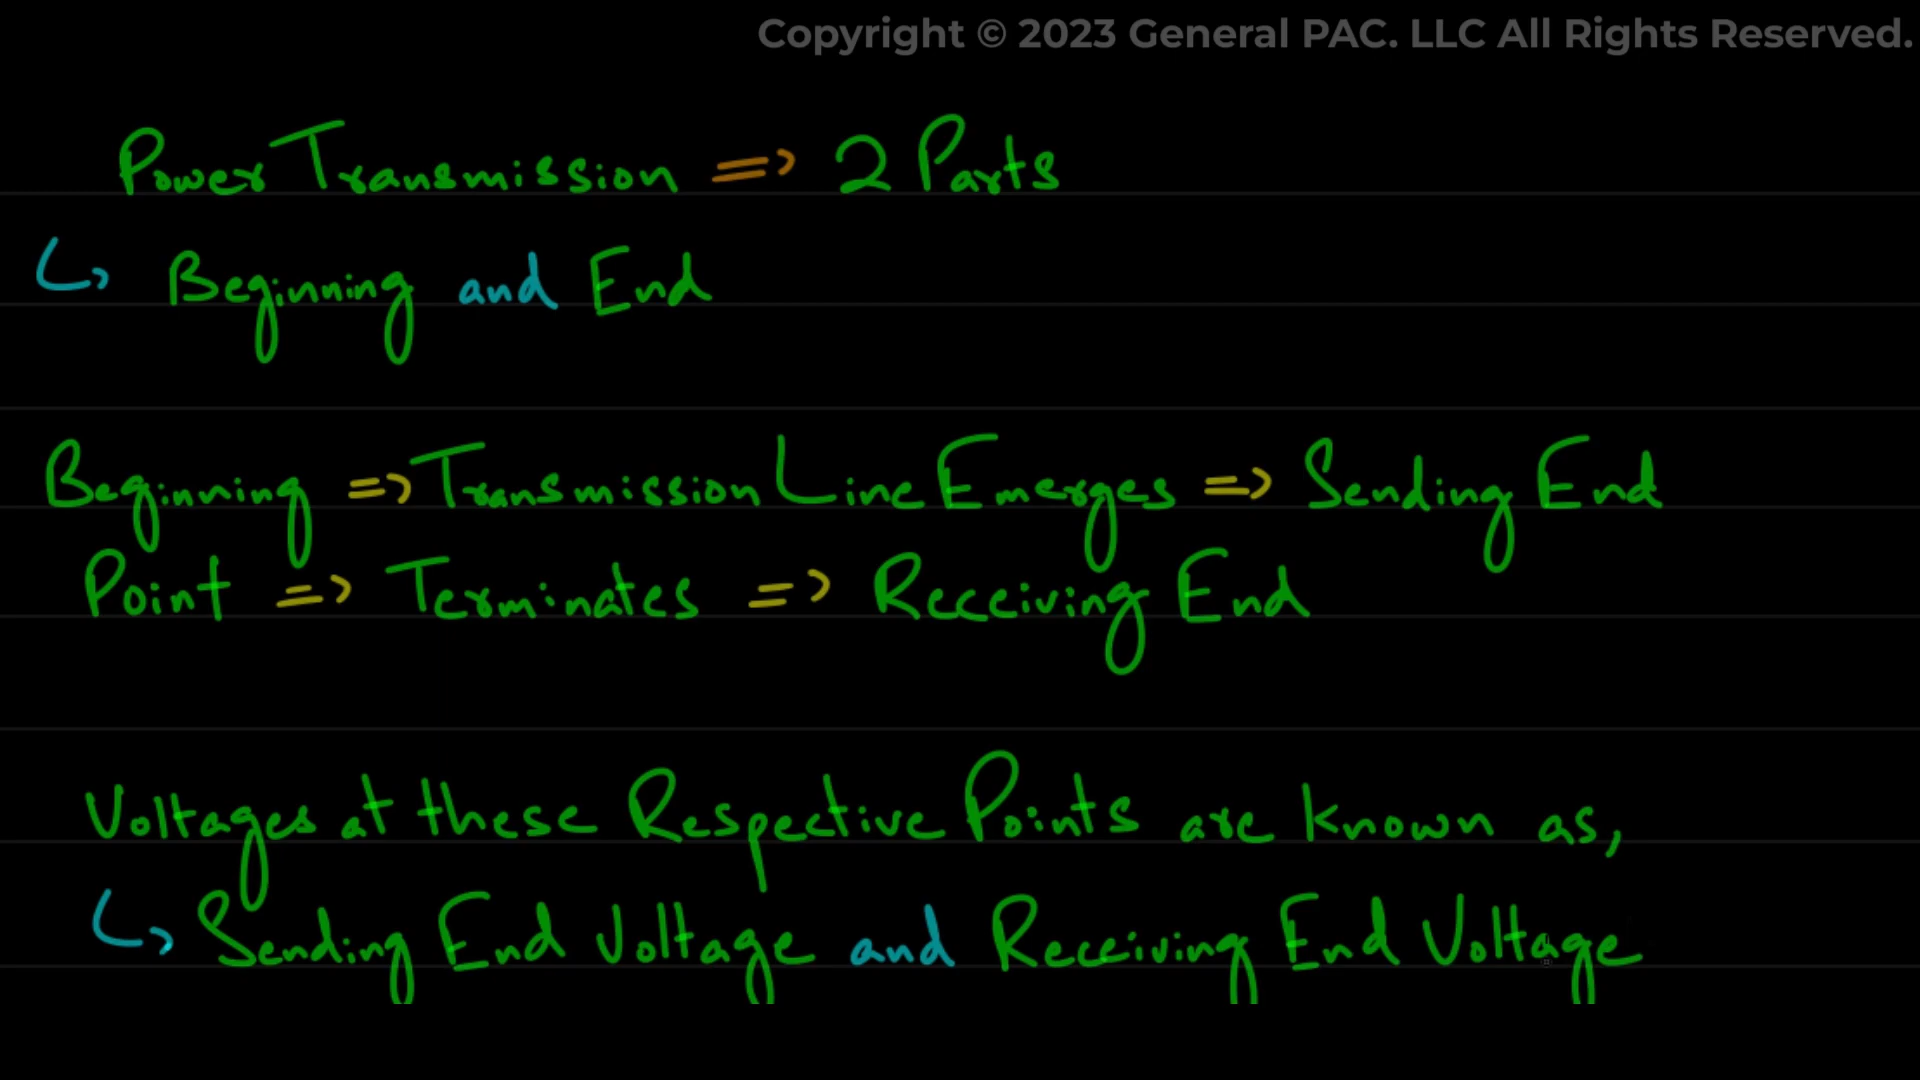 Copyright © 2023 General PAC. LLC All Rights Reserved.
Power Transmission => 2 Parts
↳ Beginning and End
Beginning => Transmission Line Emerges => Sending End
Point => Terminates => Receiving End
Voltages at these Respective Points are known as,
↳ Sending End Voltage and Receiving End Voltage